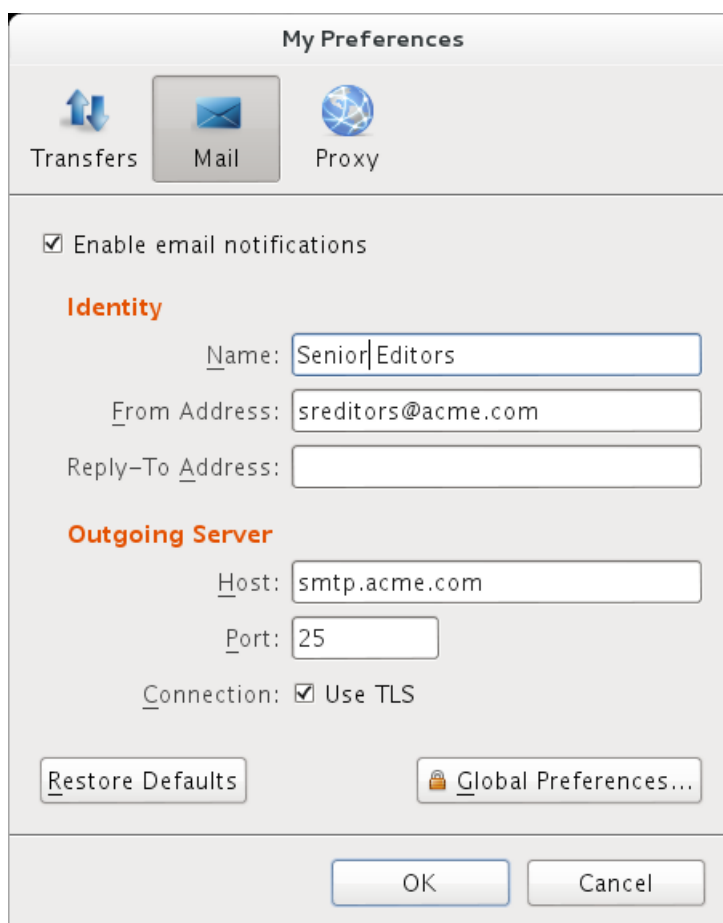 My Preferences
Transfers Mail Proxy
Enable email notifications
Identity
Name: Senior Editors
From Address: sreditors@acme.com
Reply-To Address:
Outgoing Server
Host: smtp.acme.com
Port: 25
Connection: Use TLS
Restore Defaults Global Preferences...
OK Cancel